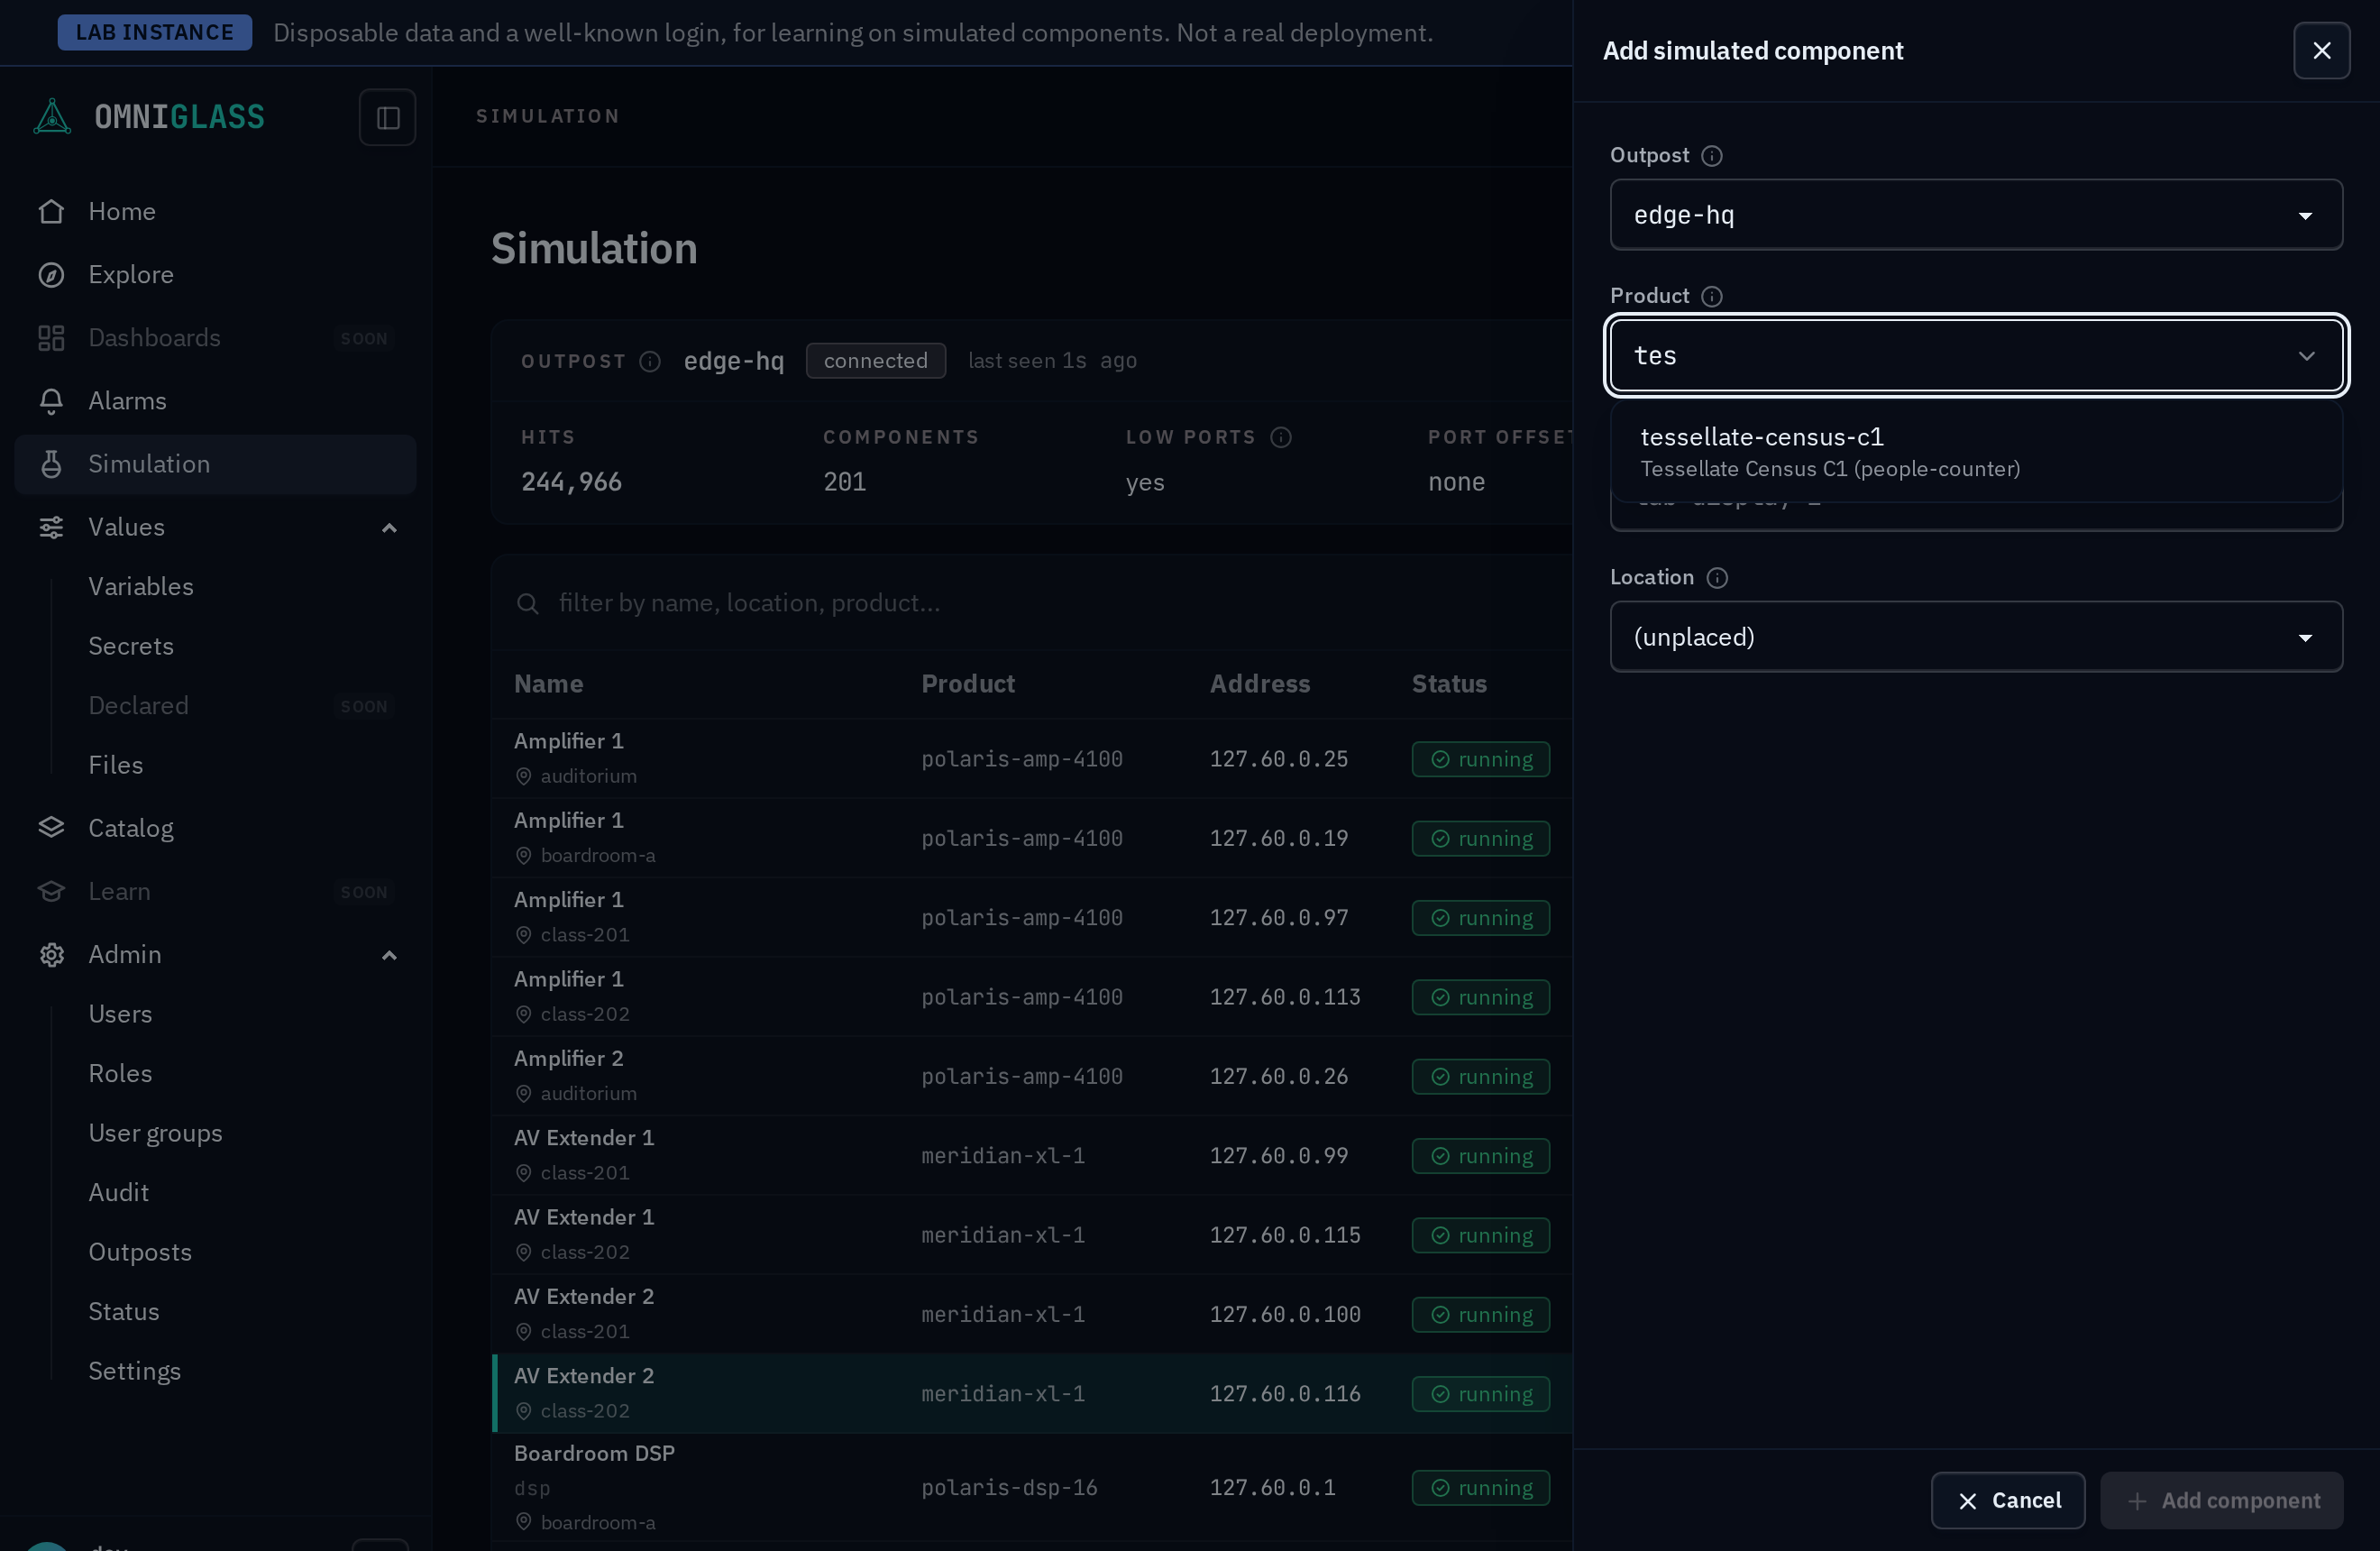 LAB INSTANCE Disposable data and a well-known login, for learning on simulated components. Not a real deployment.
OMNIGLASS
Home
Explore
Dashboards SOON
Alarms
Simulation
Values
Variables
Secrets
Declared SOON
Files
Catalog
Learn SOON
Admin
Users
Roles
User groups
Audit
Outposts
Status
Settings
SIMULATION
Simulation
OUTPOST edge-hq connected last seen 1s ago
HITS COMPONENTS LOW PORTS PORT OFFSET
244,966 201 yes none
filter by name, location, product...
Name Product Address Status
Amplifier 1
auditorium
polaris-amp-4100 127.60.0.25 running
Amplifier 1
boardroom-a
polaris-amp-4100 127.60.0.19 running
Amplifier 1
class-201
polaris-amp-4100 127.60.0.97 running
Amplifier 1
class-202
polaris-amp-4100 127.60.0.113 running
Amplifier 2
auditorium
polaris-amp-4100 127.60.0.26 running
AV Extender 1
class-201
meridian-xl-1 127.60.0.99 running
AV Extender 1
class-202
meridian-xl-1 127.60.0.115 running
AV Extender 2
class-201
meridian-xl-1 127.60.0.100 running
AV Extender 2
class-202
meridian-xl-1 127.60.0.116 running
Boardroom DSP
dsp
boardroom-a
polaris-dsp-16 127.60.0.1 running
Add simulated component
Outpost
edge-hq
Product
tes
tessellate-census-c1
Tessellate Census C1 (people-counter)
Location
(unplaced)
Cancel
Add component